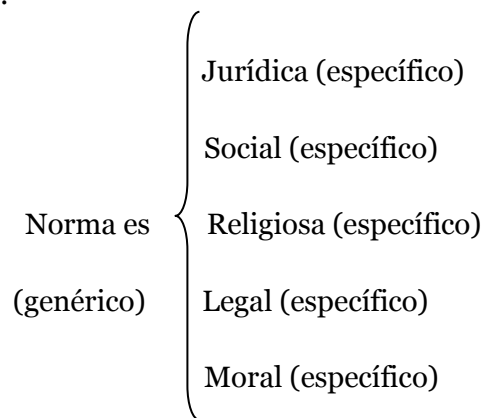 .
Jurídica (específico)
Social (específico)
Norma es
Religiosa (específico)
(genérico)
Legal (específico)
Moral (específico)